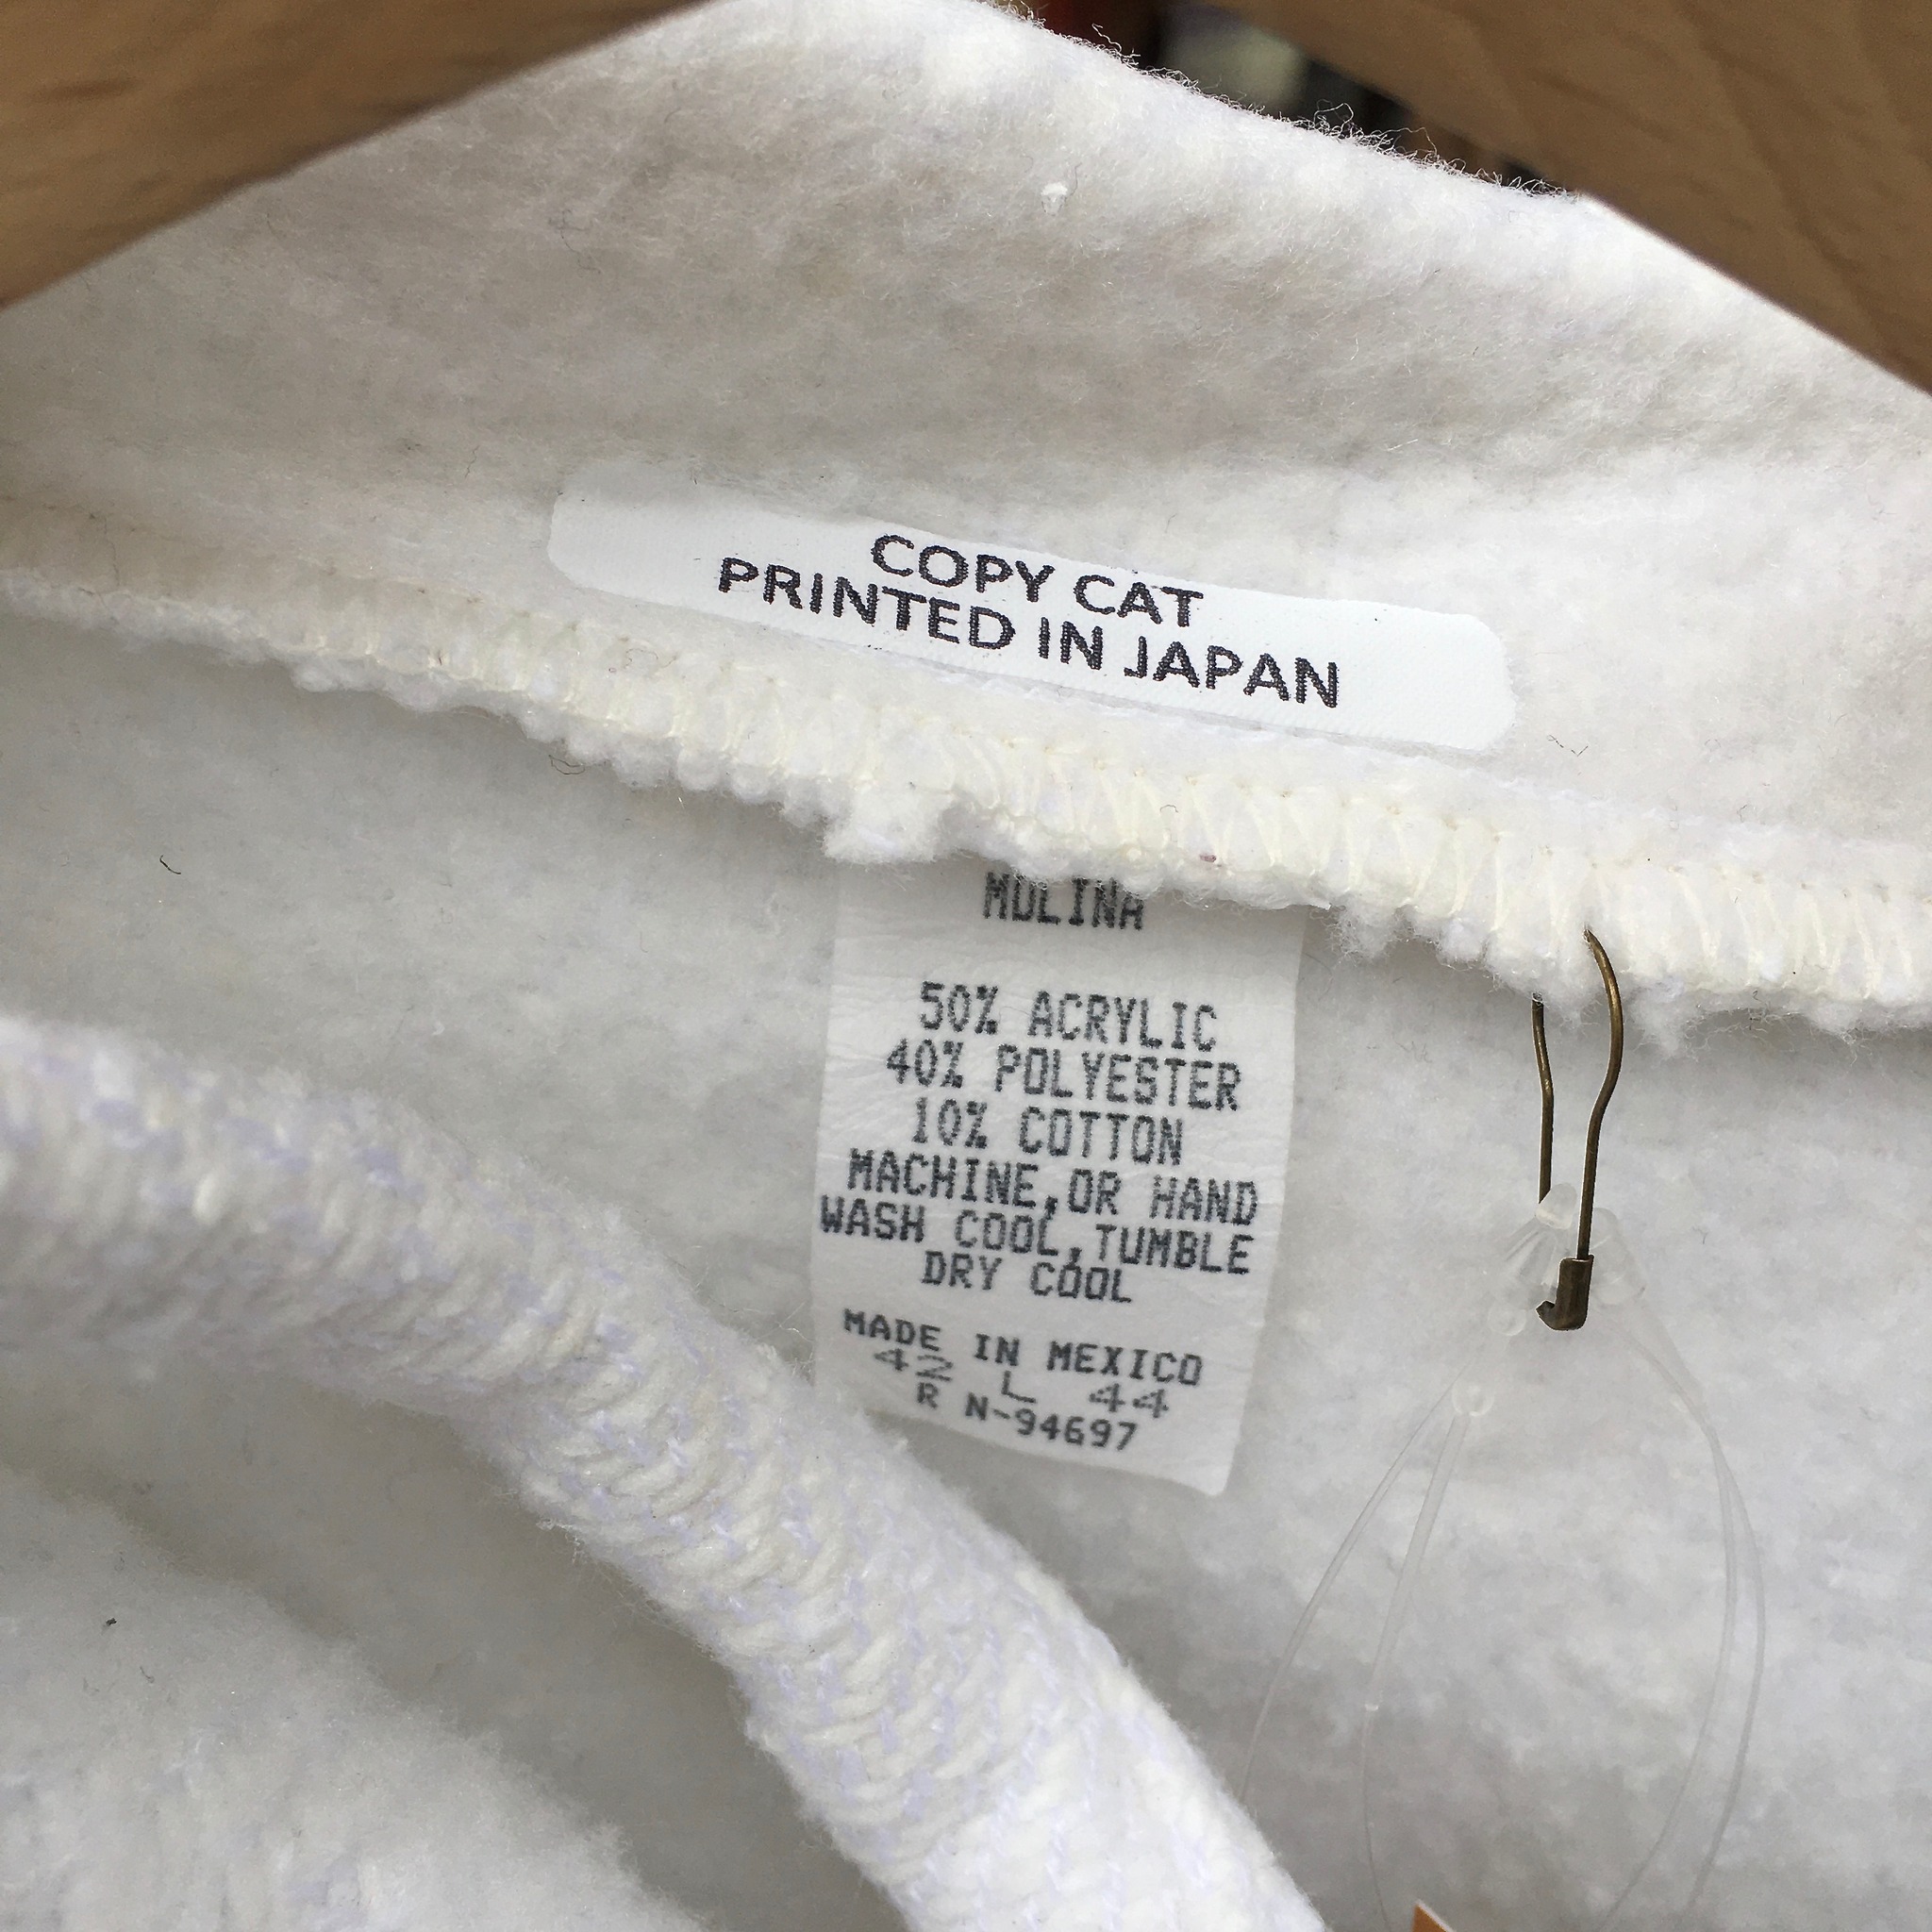 COPY CAT
PRINTED IN JAPAN
MOLINA
50% ACRYLIC
40% POLYESTER
10% COTTON
MACHINE,OR HAND
WASH COOL,TUMBLE
DRY COOL
MADE IN MEXICO
42 L 44
R N-94697